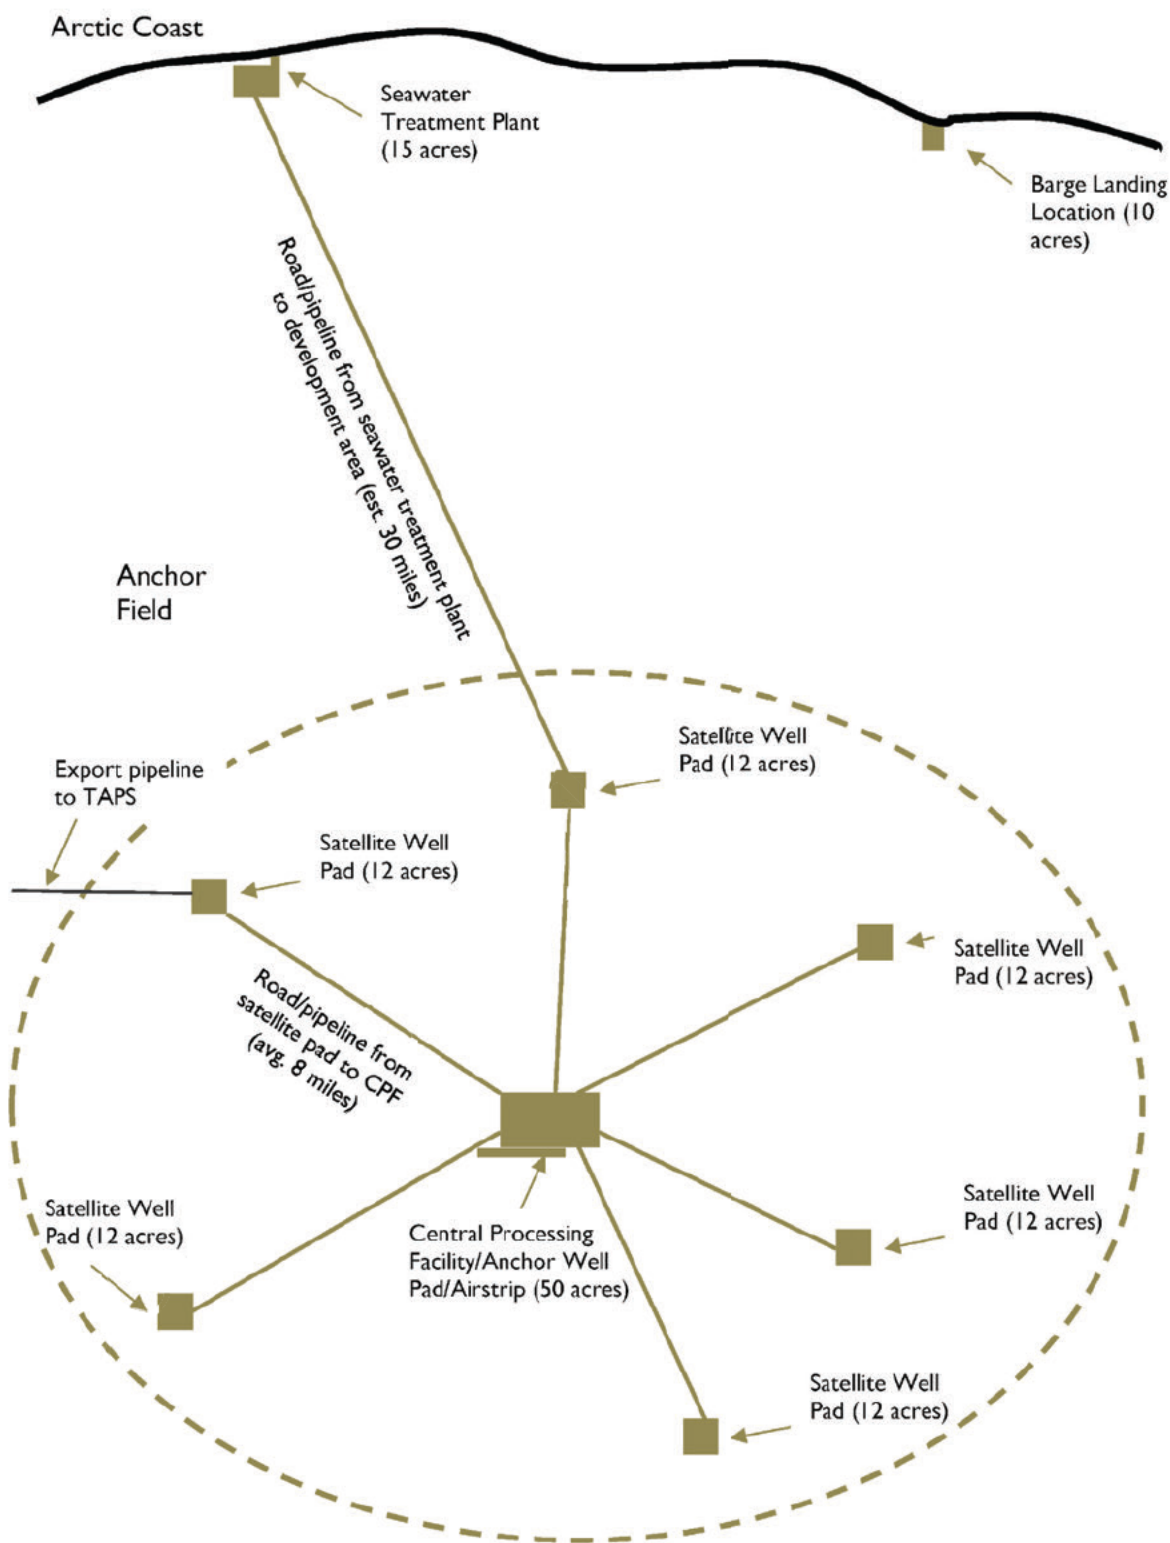 Arctic Coast
Seawater
Treatment Plant
(15 acres)
Barge Landing
Location (10
acres)
Road/pipeline from seawater treatment plant
to development area (est. 30 miles)
Anchor
Field
Satellite Well
Pad (12 acres)
Export pipeline
to TAPS
Satellite Well
Pad (12 acres)
Satellite Well
Pad (12 acres)
Road/pipeline from
satellite pad to CPF
(avg. 8 miles)
Satellite Well
Pad (12 acres)
Central Processing
Facility/Anchor Well
Pad/Airstrip (50 acres)
Satellite Well
Pad (12 acres)
Satellite Well
Pad (12 acres)